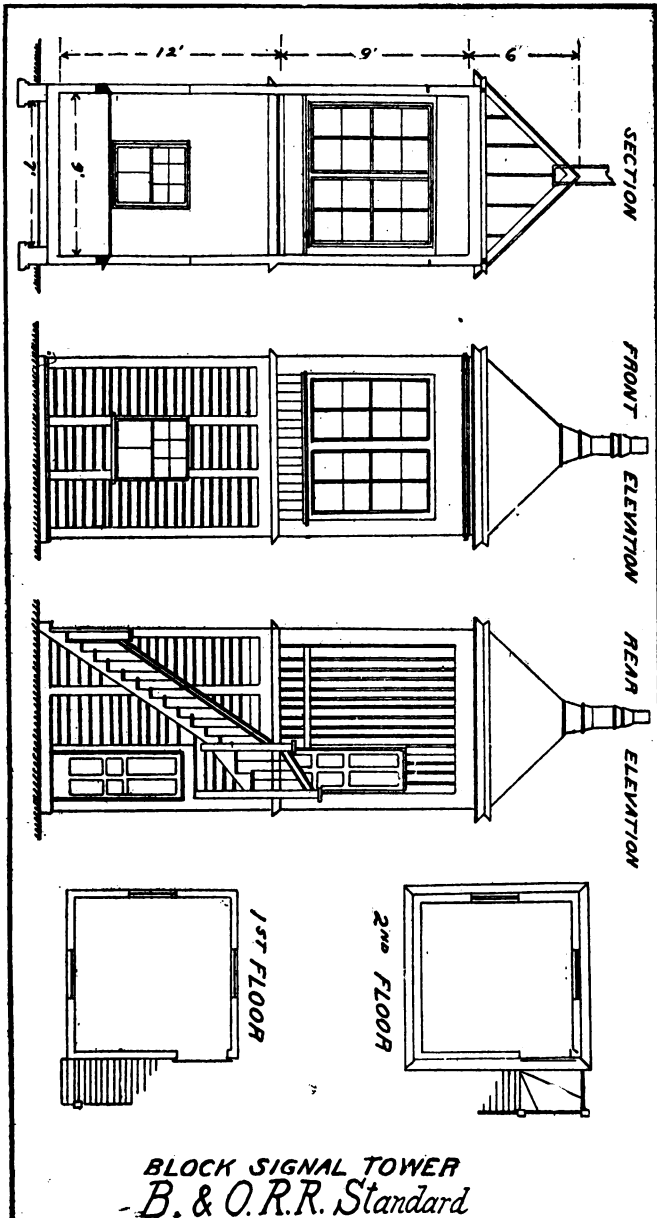 12'
9'
6'
9'
7'
SECTION
FRONT ELEVATION
REAR ELEVATION
1ST FLOOR
2ND FLOOR
BLOCK SIGNAL TOWER
B. & O. R.R. Standard